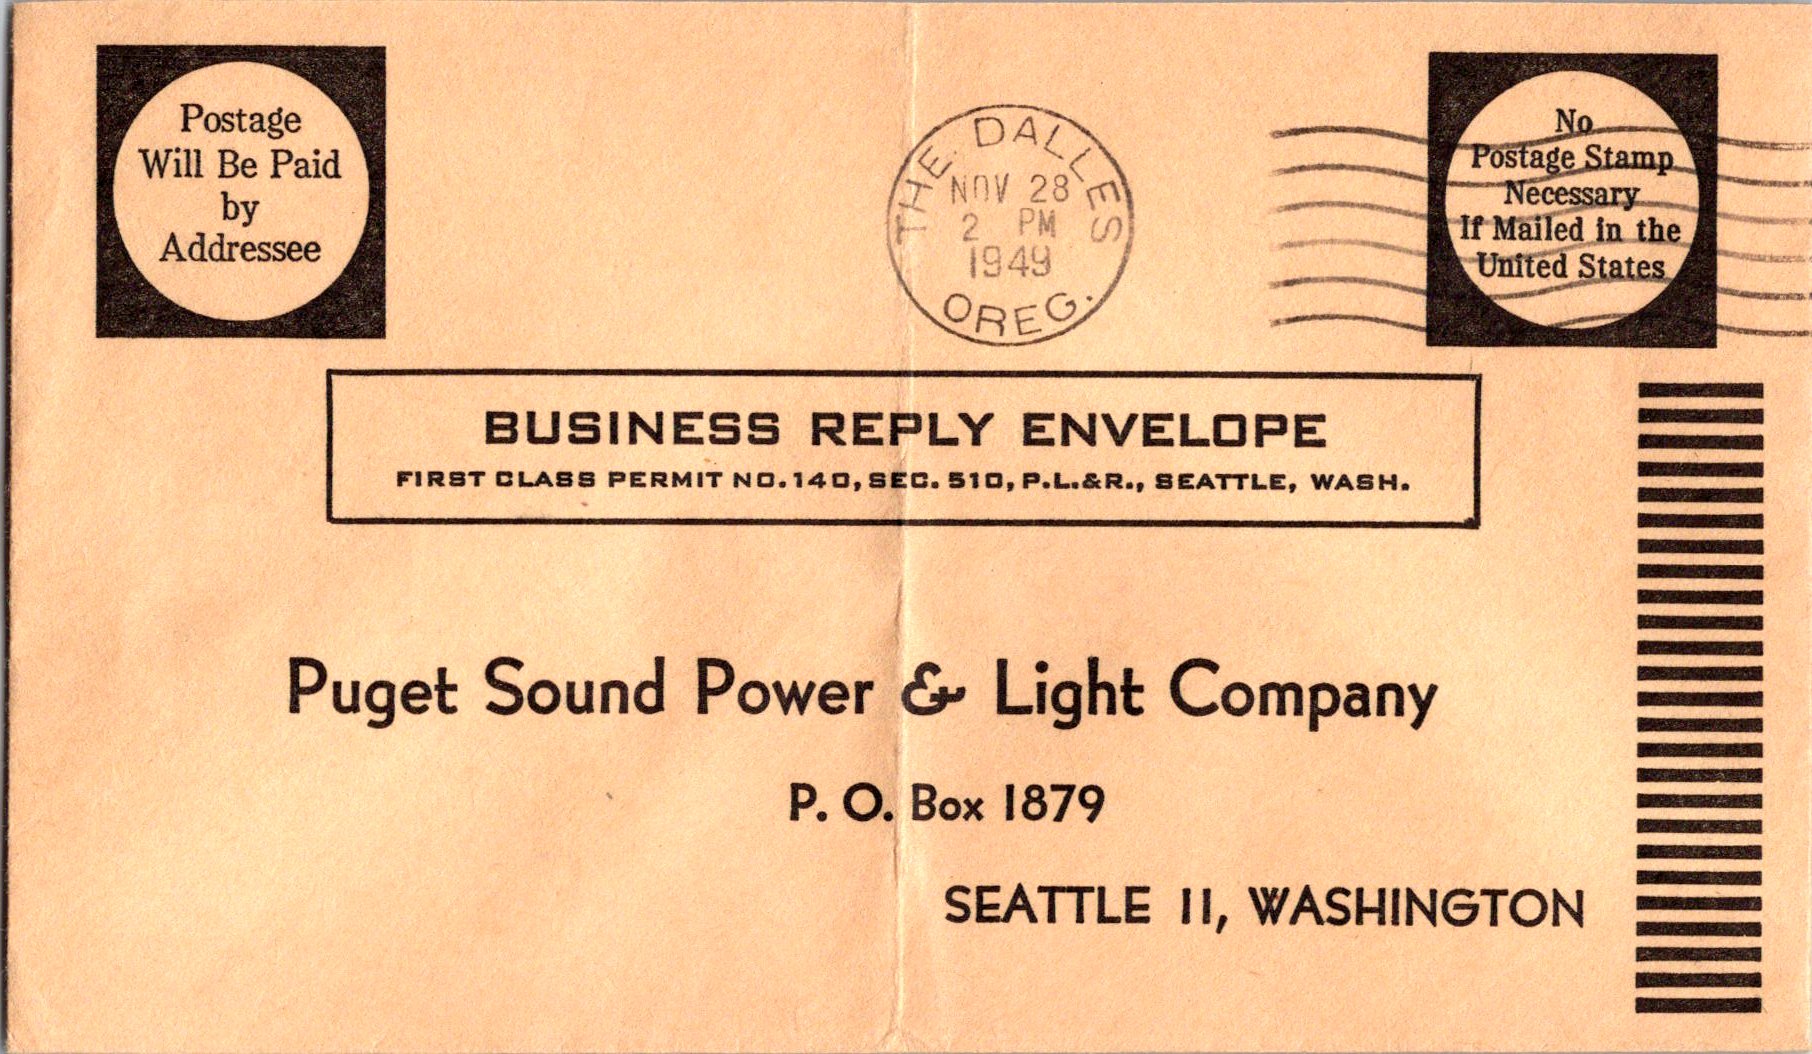 Postage
Will Be Paid
by
Addressee
THE DALLES
NOV 28
2 PM
1949
OREG.
No
Postage Stamp
Necessary
If Mailed in the
United States
BUSINESS REPLY ENVELOPE
FIRST CLASS PERMIT NO. 140, SEC. 510, P.L.&R., SEATTLE, WASH.
Puget Sound Power & Light Company
P. O. Box 1879
SEATTLE 11, WASHINGTON